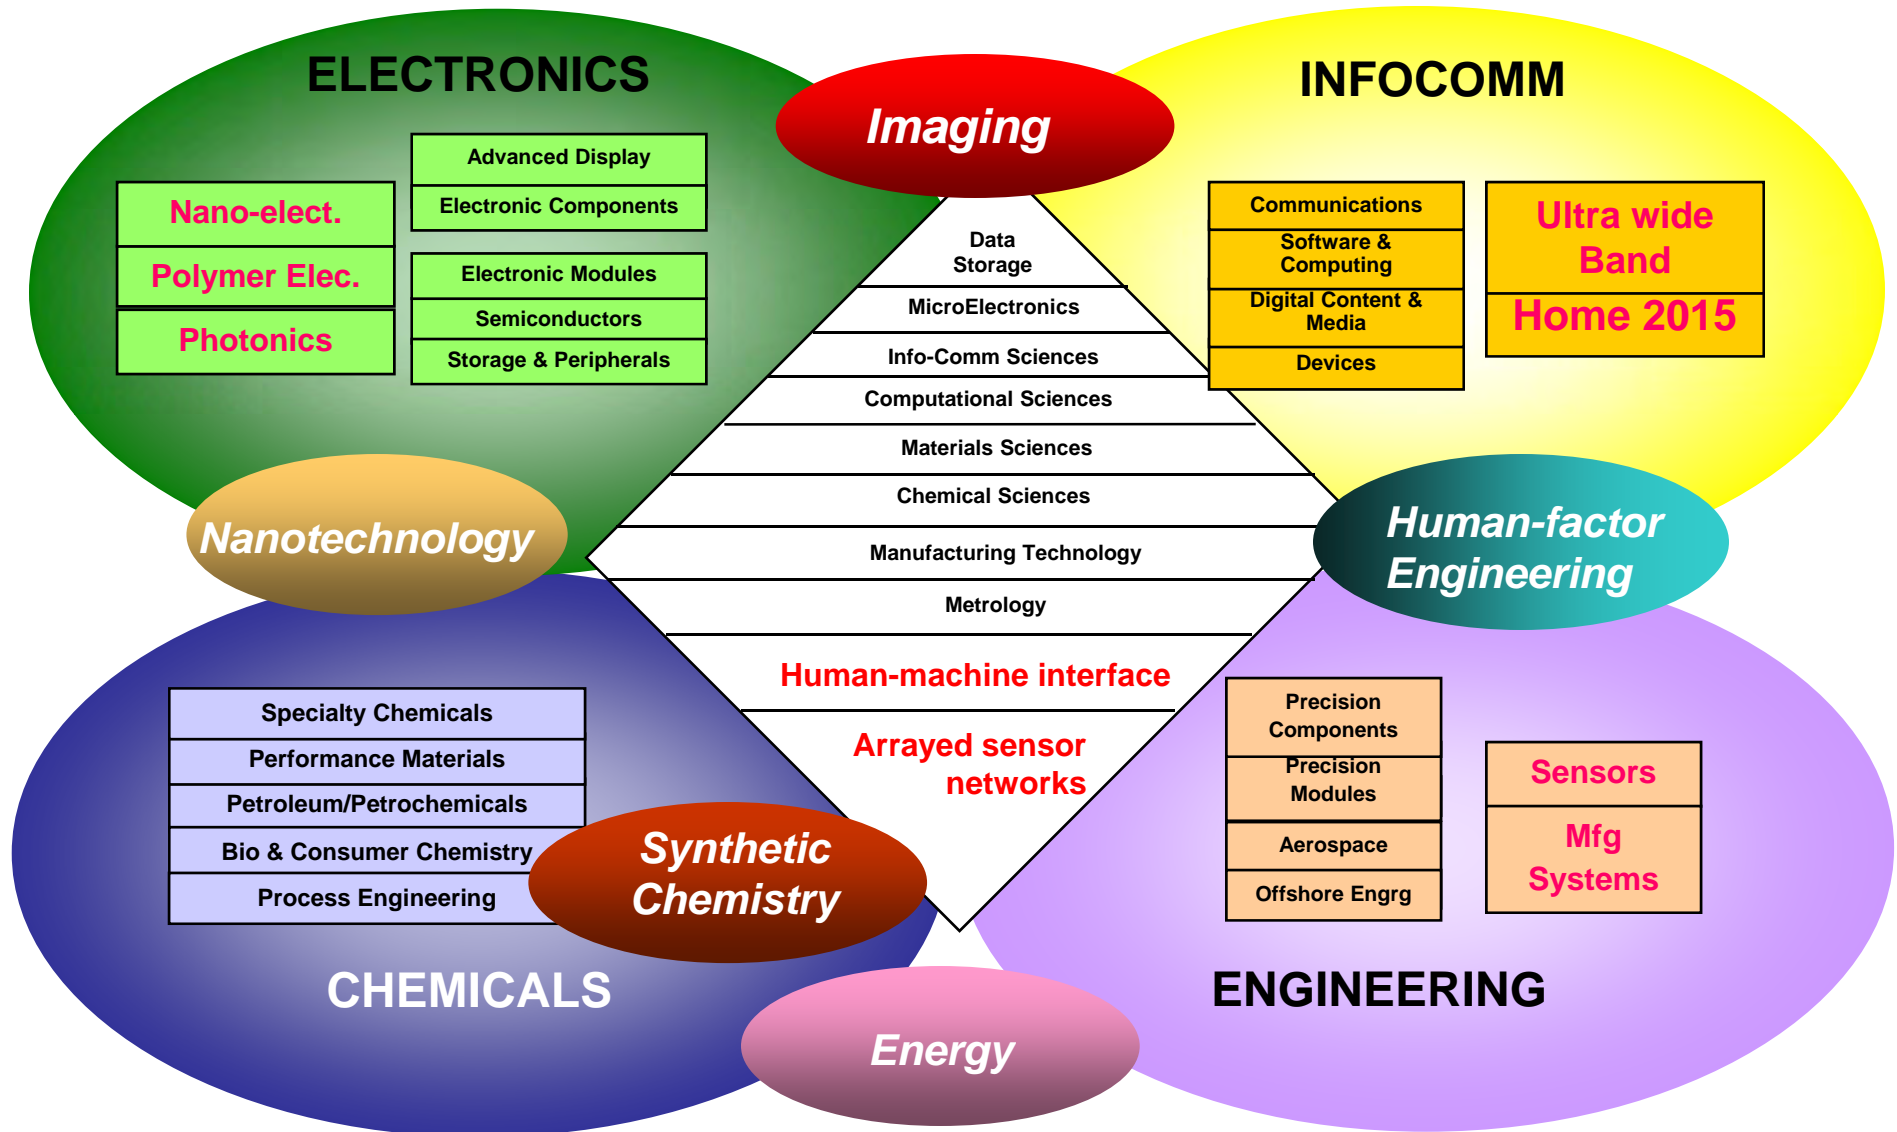 ELECTRONICS
Advanced Display
Electronic Components
Nano-elect.
Polymer Elec.
Photonics
Electronic Modules
Semiconductors
Storage & Peripherals
Imaging
INFOCOMM
Communications
Software &
Computing
Digital Content &
Media
Devices
Ultra wide
Band
Home 2015
Data
Storage
MicroElectronics
Info-Comm Sciences
Computational Sciences
Materials Sciences
Chemical Sciences
Manufacturing Technology
Metrology
Human-machine interface
Arrayed sensor
networks
Nanotechnology
Human-factor
Engineering
Specialty Chemicals
Performance Materials
Petroleum/Petrochemicals
Bio & Consumer Chemistry
Process Engineering
CHEMICALS
Synthetic
Chemistry
Energy
Precision
Components
Precision
Modules
Aerospace
Offshore Engrg
Sensors
Mfg
Systems
ENGINEERING